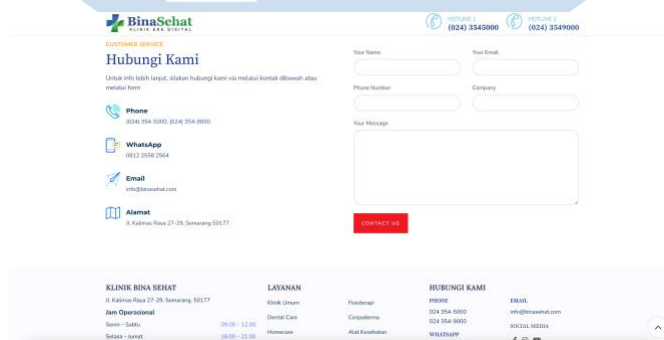 BinaSehat
KLINIK DAN DIGITAL
HOTLINE 1
(024) 3545000
HOTLINE 2
(024) 3549000
CUSTOMER SERVICE
Hubungi Kami
Untuk info lebih lanjut, silakan hubungi kami via melalui kontak dibawah atau
melalui form
Phone
(024) 354-5000, (024) 354-9000
WhatsApp
0812 2558 2564
Email
info@binasehat.com
Alamat
Jl. Kalimas Raya 27-29, Semarang 50177
Your Name
Your Email
Phone Number
Company
Your Message
CONTACT US
KLINIK BINA SEHAT
Jl. Kalimas Raya 27-29, Semarang, 50177
Jam Operasional
Senin - Sabtu
09.00 - 12.00
Selasa - Jumat
18.00 - 21.00
LAYANAN
Klinik Umum
Dental Care
Homecare
Fisioterapi
Corpoderma
Alat Kesehatan
HUBUNGI KAMI
PHONE
024 354-5000
024 354-9000
WHATSAPP
EMAIL
info@binasehat.com
SOCIAL MEDIA